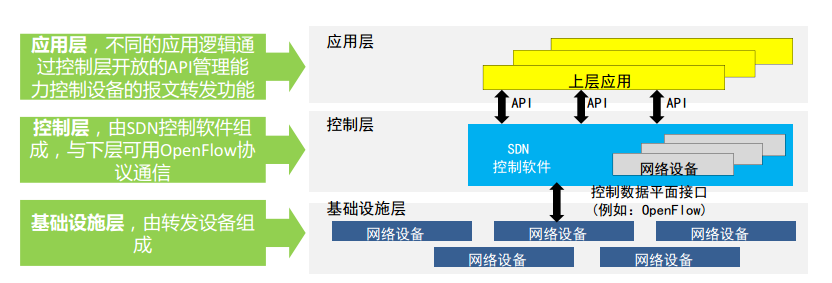 应用层，不同的应用逻辑通
过控制层开放的API管理能
力控制设备的报文转发功能
应用层
上层应用
API
API
API
控制层，由SDN控制软件组
成，与下层可用OpenFlow协
议通信
控制层
SDN
控制软件
网络设备
控制数据平面接口
(例如：OpenFlow)
基础设施层，由转发设备组
成
基础设施层
网络设备
网络设备
网络设备
网络设备
网络设备